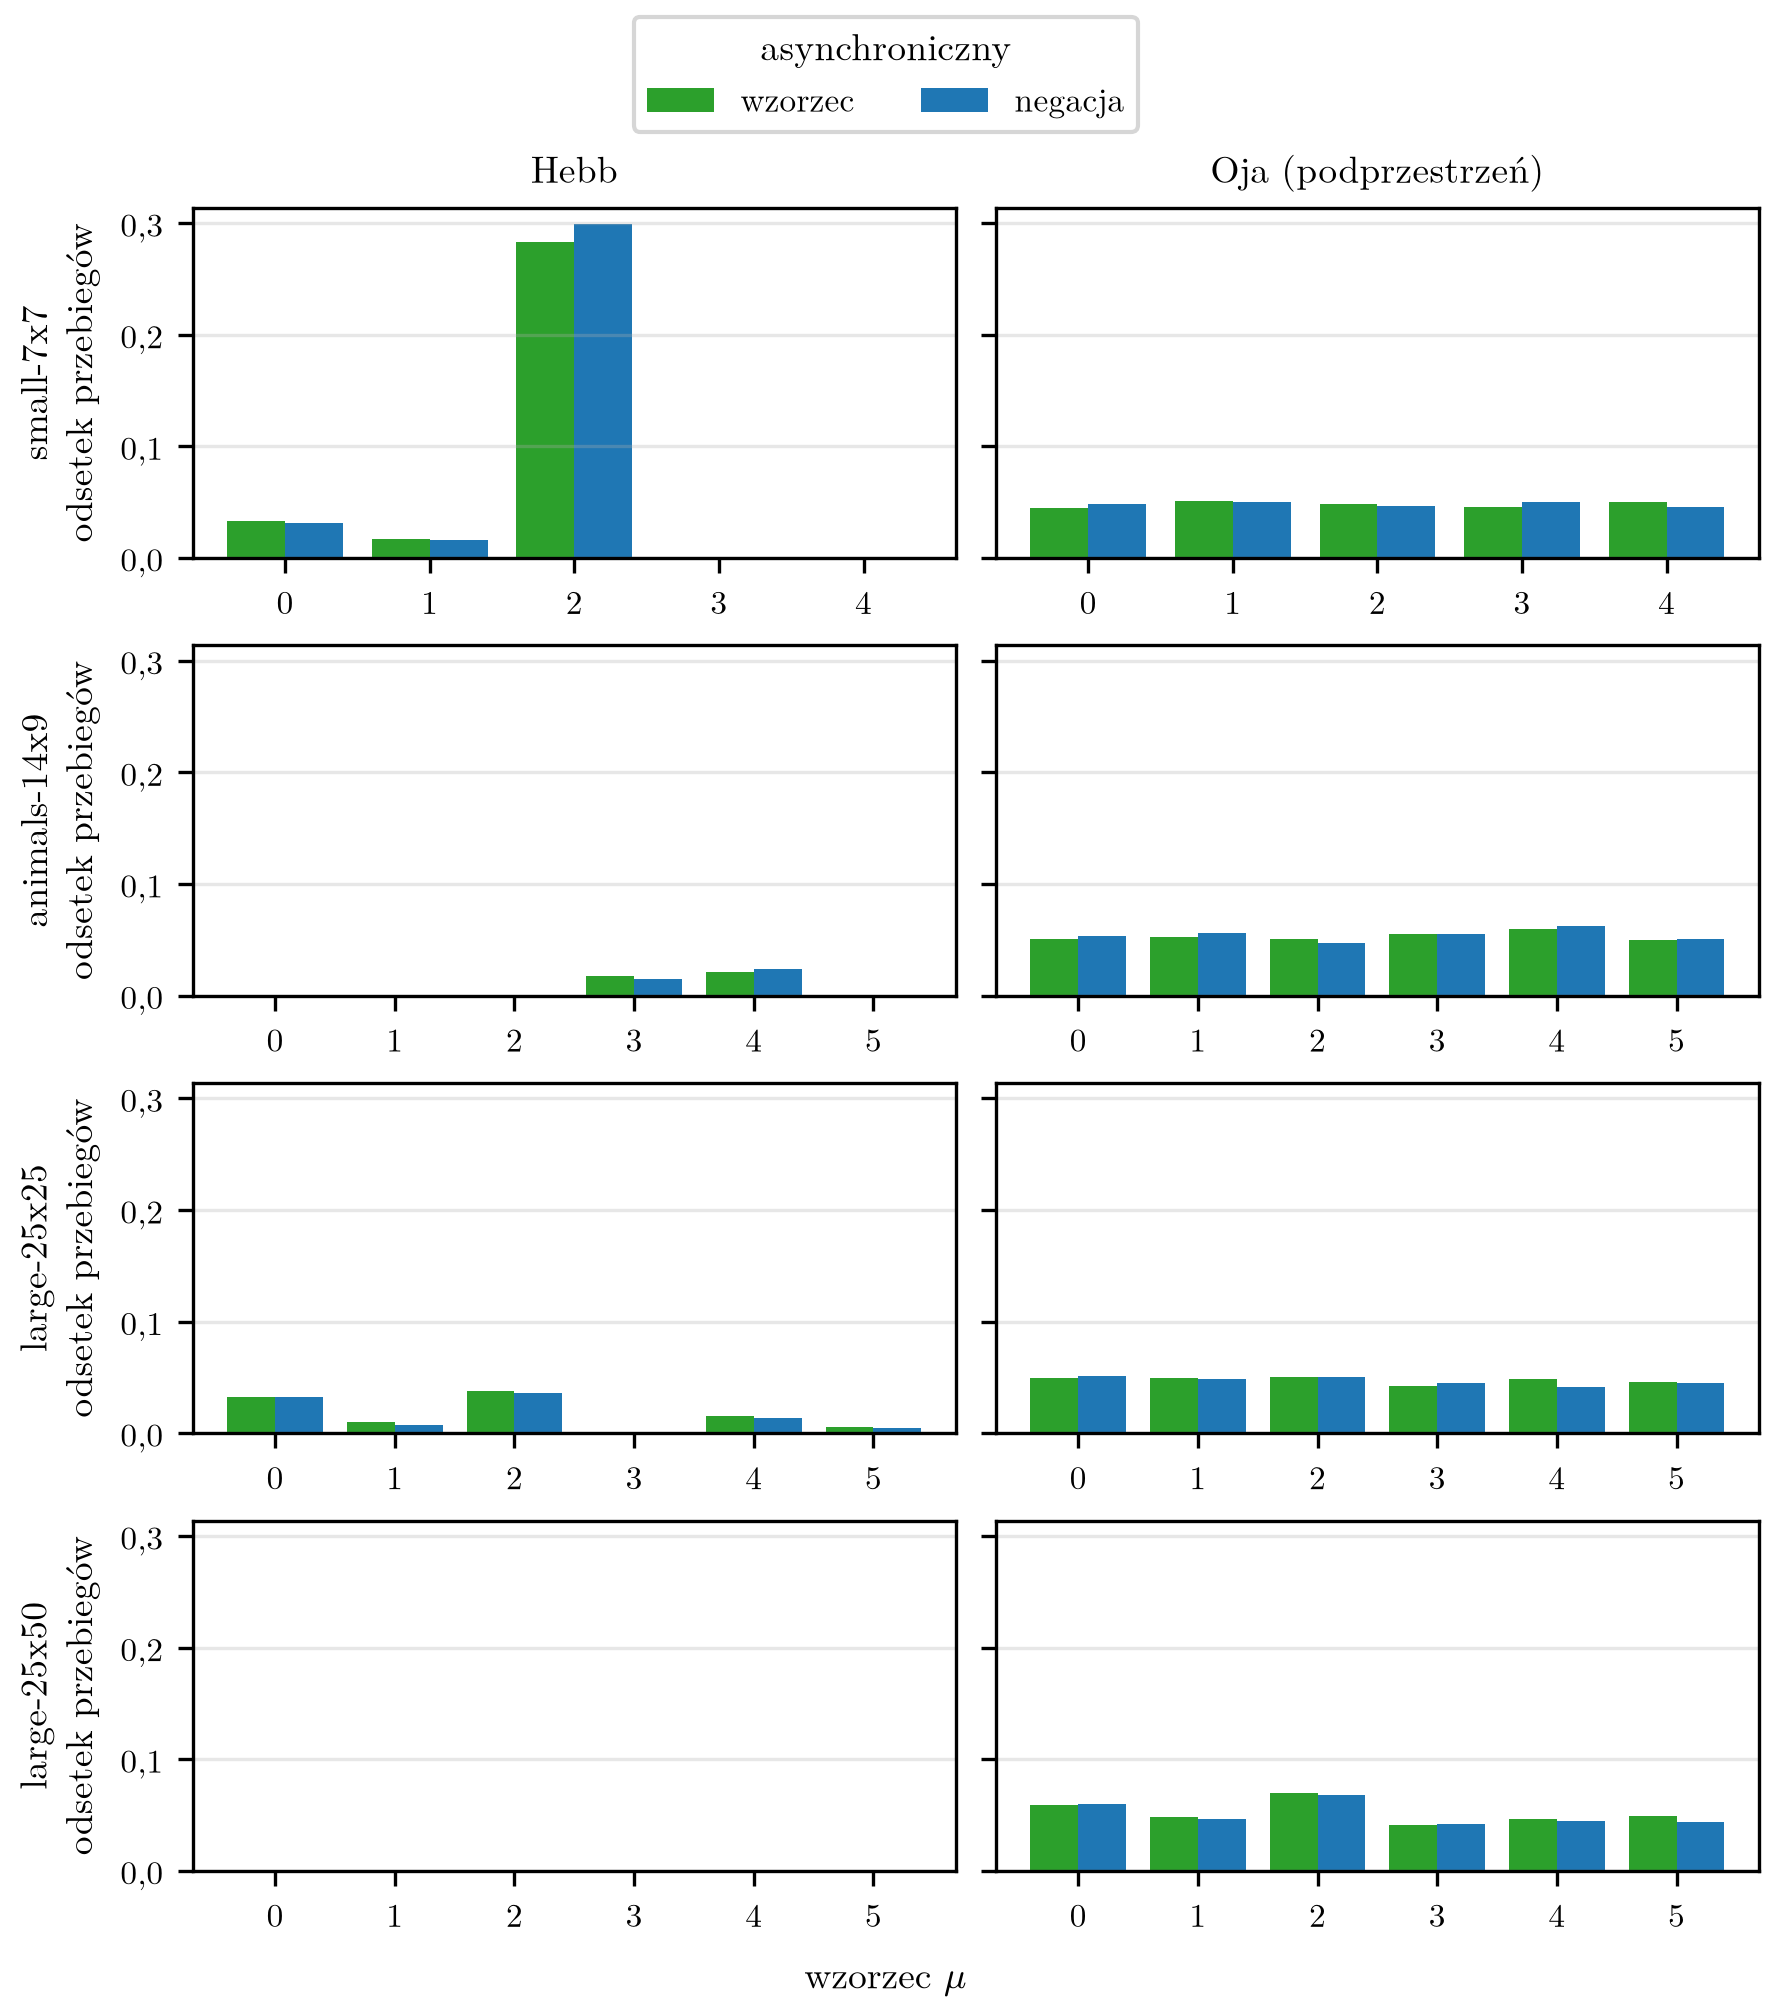 asynchroniczny
wzorzec negacja
Hebb
Oja (podprzestrzeń)
small-7x7
odsetek przebiegów
0,3
0,2
0,1
0,0
0 1 2 3 4
0 1 2 3 4
animals-14x9
odsetek przebiegów
0,3
0,2
0,1
0,0
0 1 2 3 4 5
0 1 2 3 4 5
large-25x25
odsetek przebiegów
0,3
0,2
0,1
0,0
0 1 2 3 4 5
0 1 2 3 4 5
large-25x50
odsetek przebiegów
0,3
0,2
0,1
0,0
0 1 2 3 4 5
0 1 2 3 4 5
wzorzec μ